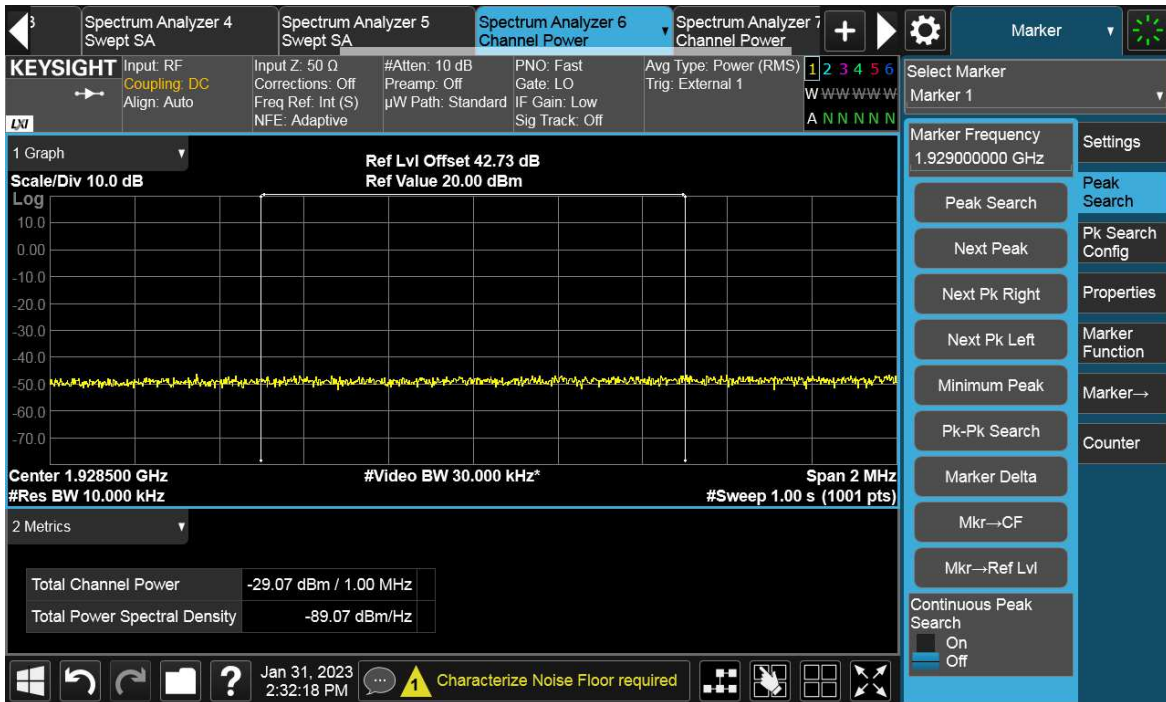 3
Spectrum Analyzer 4
Swept SA
Spectrum Analyzer 5
Swept SA
Spectrum Analyzer 6
Channel Power
Spectrum Analyzer 7
Channel Power
Marker
KEYSIGHT
LXI
Input: RF
Coupling: DC
Align: Auto
Input Z: 50 Ω
Corrections: Off
Freq Ref: Int (S)
NFE: Adaptive
#Atten: 10 dB
Preamp: Off
µW Path: Standard
PNO: Fast
Gate: LO
IF Gain: Low
Sig Track: Off
Avg Type: Power (RMS)
Trig: External 1
1 2 3 4 5 6
W W W W W W
A N N N N N
Select Marker
Marker 1
Marker Frequency
1.929000000 GHz
Peak Search
Next Peak
Next Pk Right
Next Pk Left
Minimum Peak
Pk-Pk Search
Marker Delta
Mkr→CF
Mkr→Ref Lvl
Continuous Peak
Search
On
Off
Settings
Peak
Search
Pk Search
Config
Properties
Marker
Function
Marker→
Counter
1 Graph
Ref Lvl Offset 42.73 dB
Scale/Div 10.0 dB
Ref Value 20.00 dBm
Log
10.0
0.00
-10.0
-20.0
-30.0
-40.0
-50.0
-60.0
-70.0
Center 1.928500 GHz
#Video BW 30.000 kHz*
Span 2 MHz
#Res BW 10.000 kHz
#Sweep 1.00 s (1001 pts)
2 Metrics
Total Channel Power
-29.07 dBm / 1.00 MHz
Total Power Spectral Density
-89.07 dBm/Hz
?
Jan 31, 2023
2:32:18 PM
1
Characterize Noise Floor required